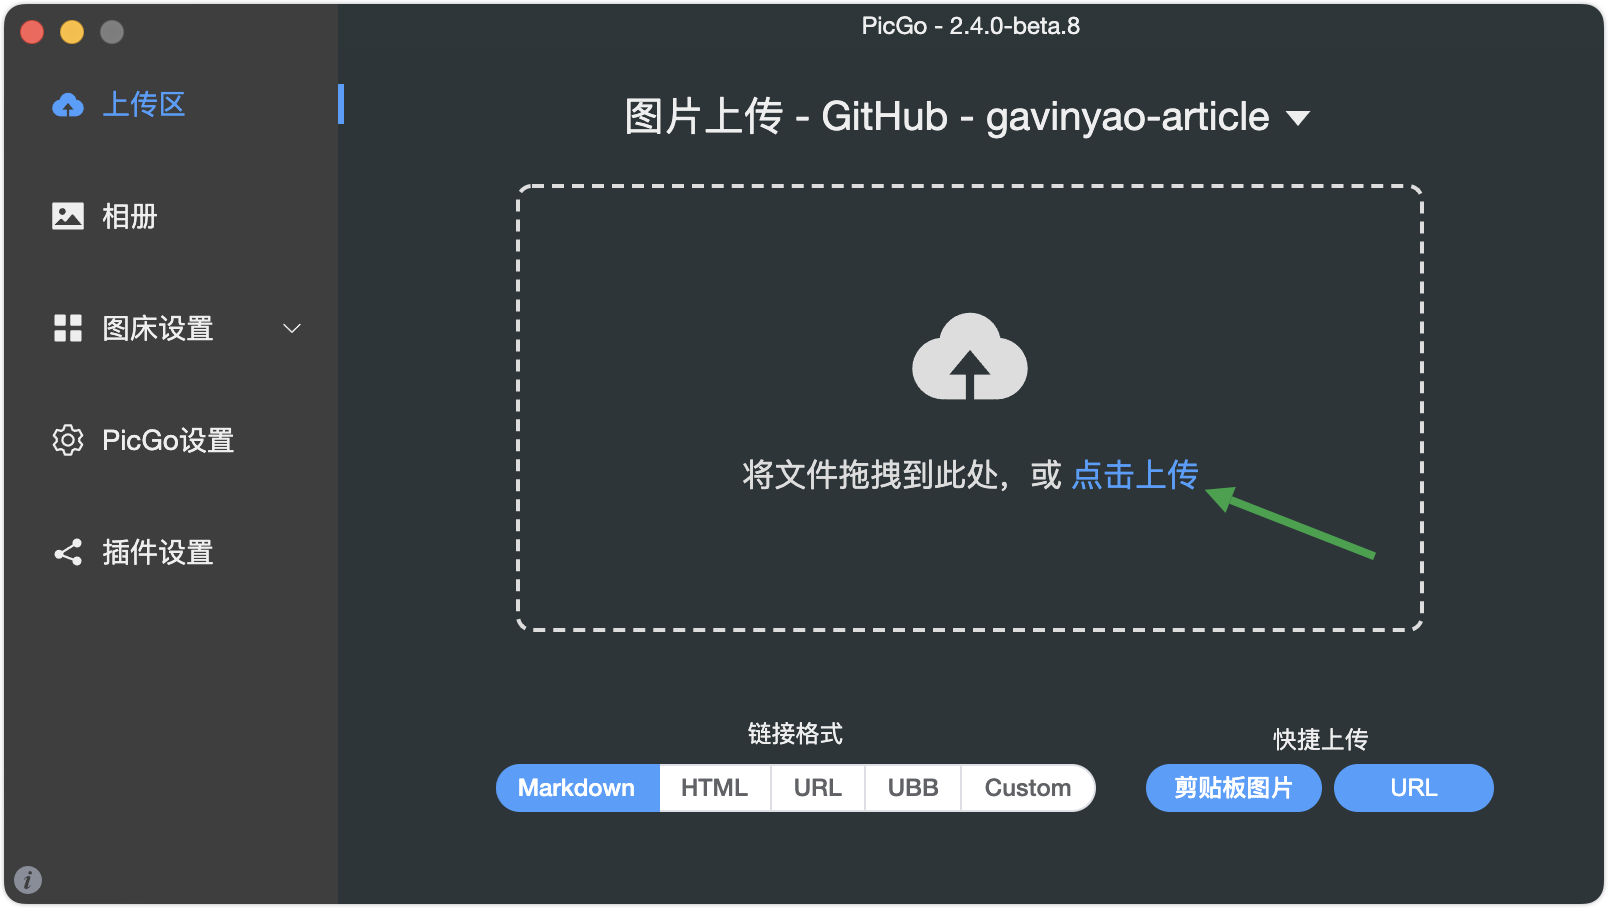 PicGo - 2.4.0-beta.8
上传区
相册
图床设置
PicGo设置
插件设置
图片上传 - GitHub - gavinyao-article
将文件拖拽到此处，或 点击上传
链接格式
Markdown HTML URL UBB Custom
快捷上传
剪贴板图片 URL
i